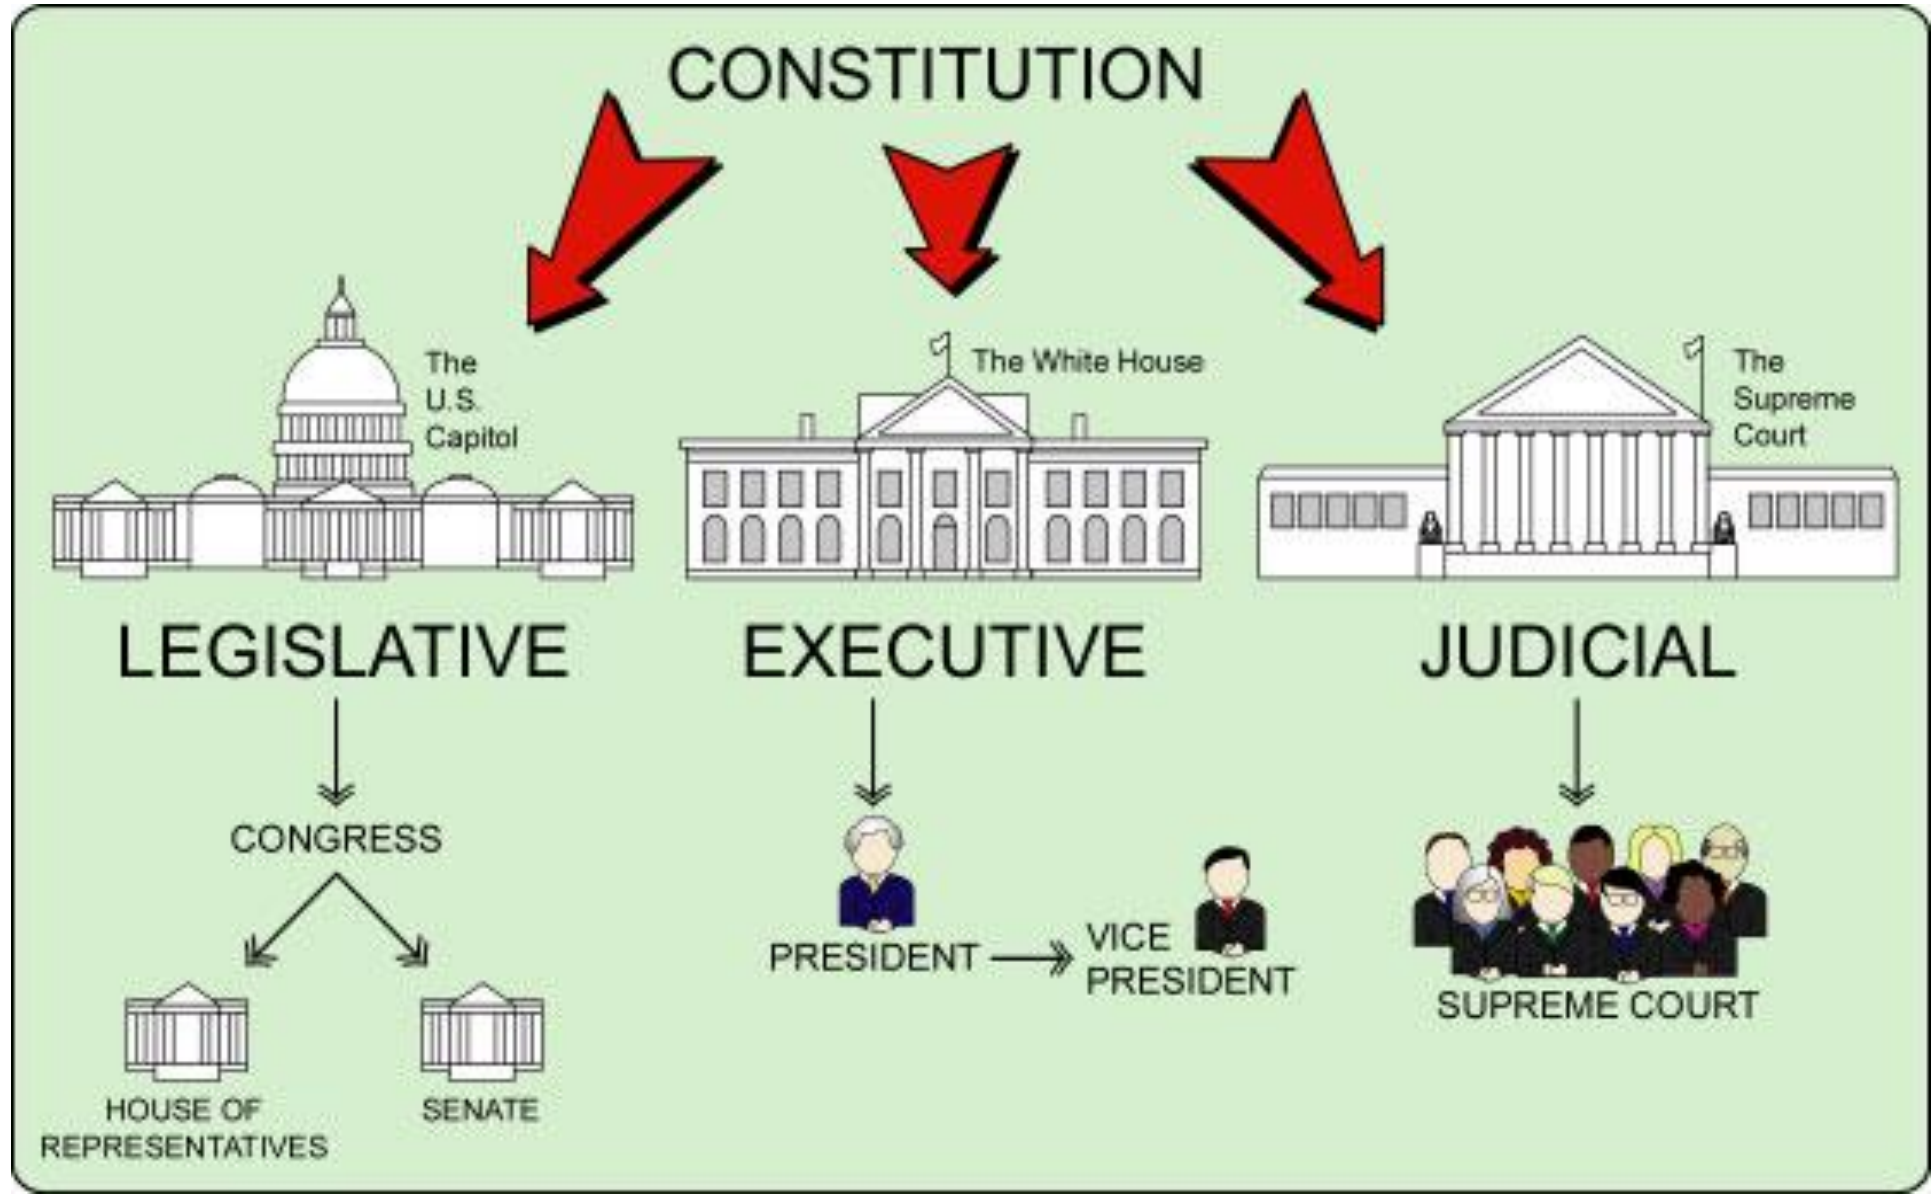 CONSTITUTION
The
U.S.
Capitol
The White House
The
Supreme
Court
LEGISLATIVE
EXECUTIVE
JUDICIAL
CONGRESS
HOUSE OF
REPRESENTATIVES
SENATE
PRESIDENT
VICE
PRESIDENT
SUPREME COURT